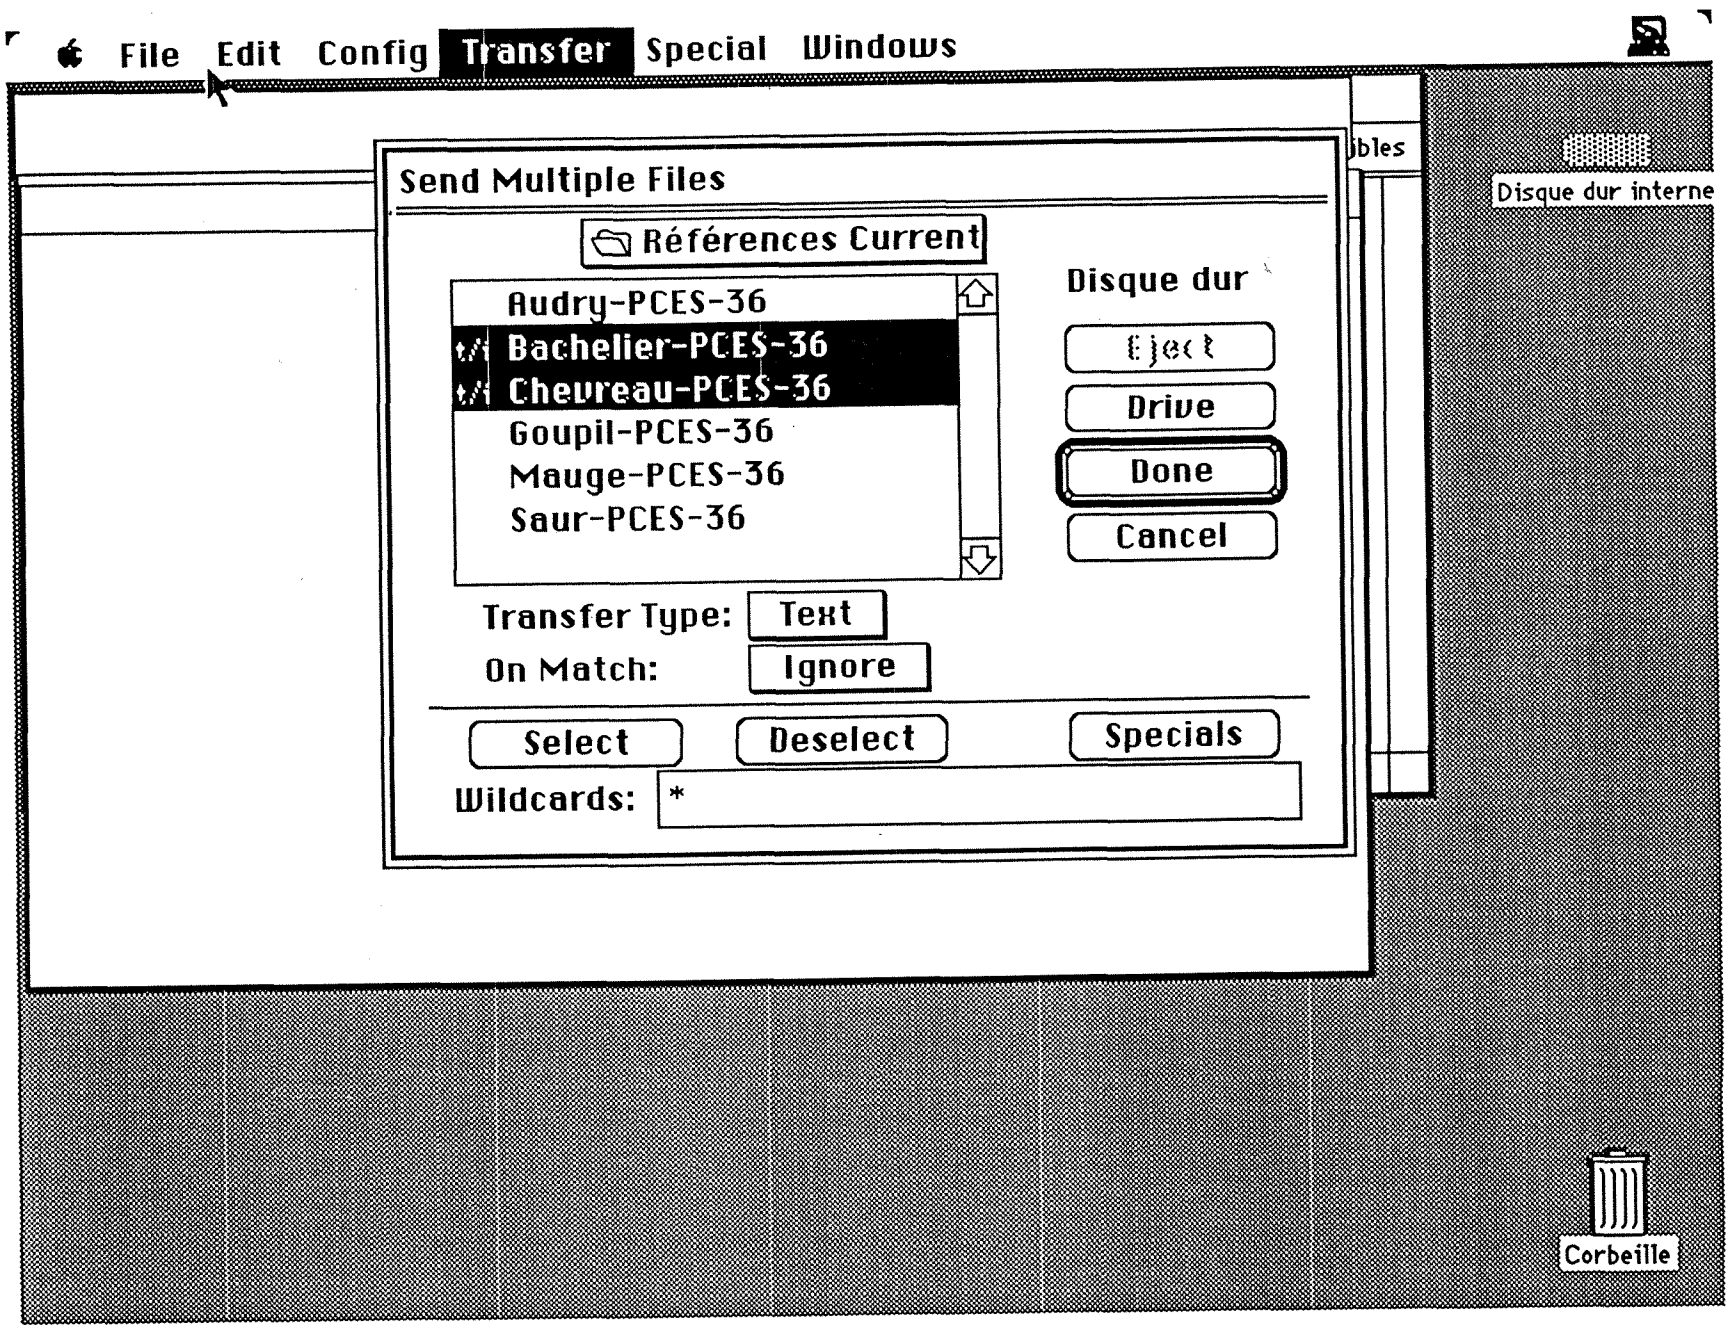 File Edit Config Transfer Special Windows
ibles
Disque dur interne
Send Multiple Files
Références Current
Disque dur
Audry-PCES-36
t/t Bachelier-PCES-36
t/t Chevreau-PCES-36
Goupil-PCES-36
Mauge-PCES-36
Saur-PCES-36
Eject
Drive
Done
Cancel
Transfer Type: Text
On Match: Ignore
Select Deselect Specials
Wildcards: *
Corbeille